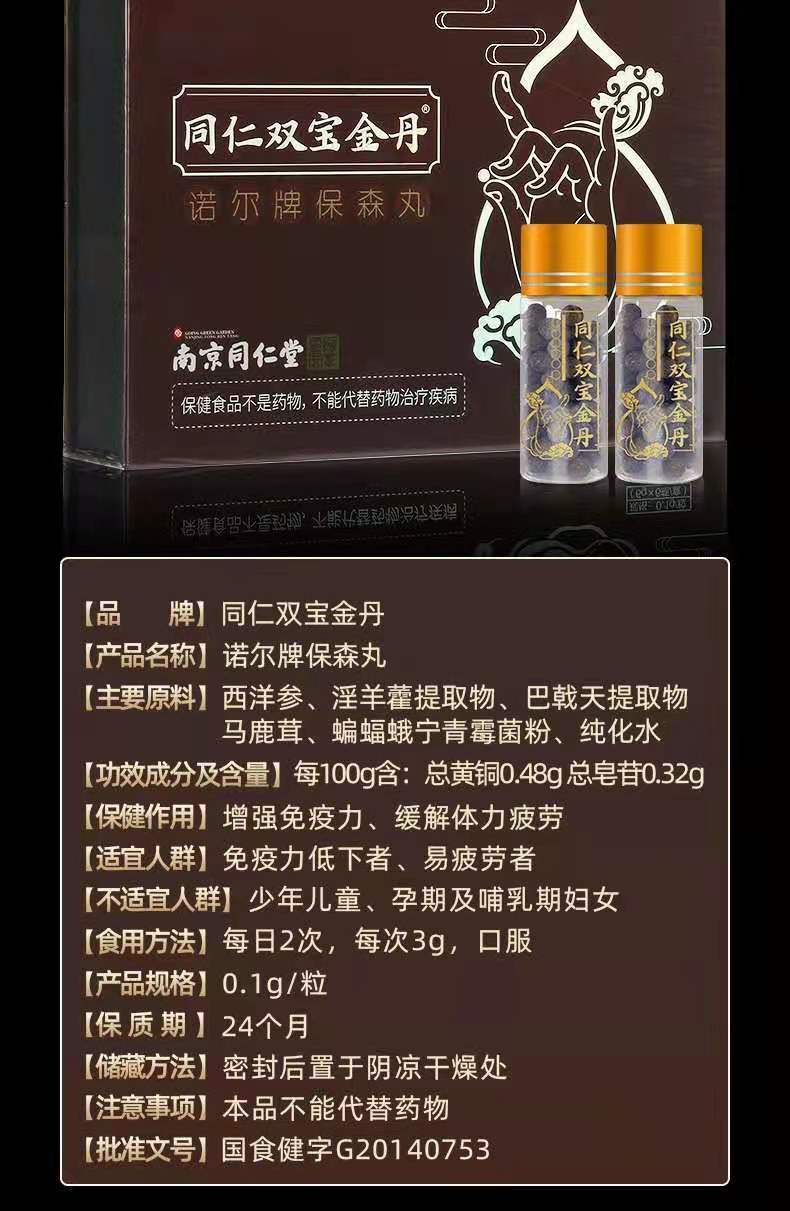 同仁双宝金丹®
诺尔牌保森丸
GOING GREEN GARDEN
NANJING TONG REN TANG
南京同仁堂
保健食品不是药物，不能代替药物治疗疾病
同仁双宝金丹
同仁双宝金丹
【品 牌】同仁双宝金丹
【产品名称】诺尔牌保森丸
【主要原料】西洋参、淫羊藿提取物、巴戟天提取物
马鹿茸、蝙蝠蛾宁青霉菌粉、纯化水
【功效成分及含量】每100g含：总黄铜0.48g 总皂苷0.32g
【保健作用】增强免疫力、缓解体力疲劳
【适宜人群】免疫力低下者、易疲劳者
【不适宜人群】少年儿童、孕期及哺乳期妇女
【食用方法】每日2次，每次3g，口服
【产品规格】0.1g/粒
【保质期】24个月
【储藏方法】密封后置于阴凉干燥处
【注意事项】本品不能代替药物
【批准文号】国食健字G20140753